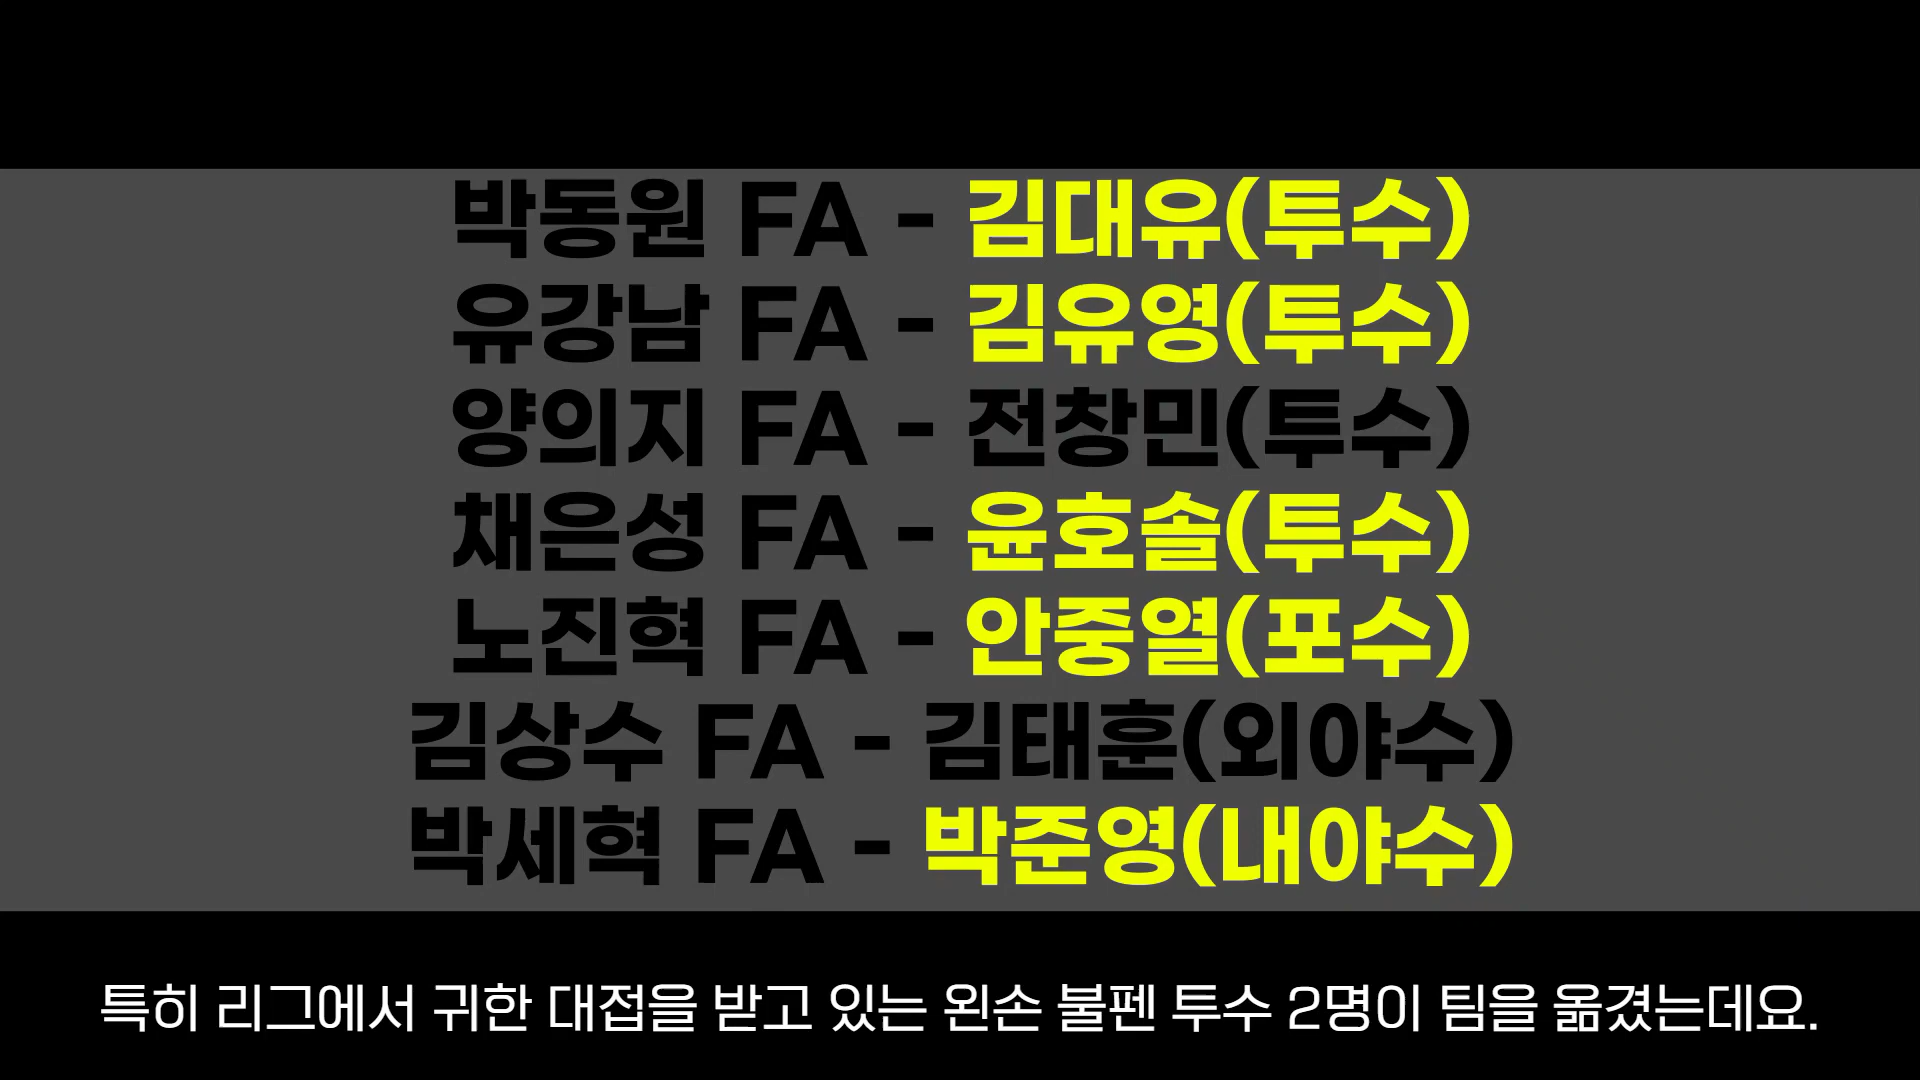 박동원 FA - 김대유(투수)
유강남 FA - 김유영(투수)
양의지 FA - 전창민(투수)
채은성 FA - 윤호솔(투수)
노진혁 FA - 안중열(포수)
김상수 FA - 김태훈(외야수)
박세혁 FA - 박준영(내야수)
특히 리그에서 귀한 대접을 받고 있는 왼손 불펜 투수 2명이 팀을 옮겼는데요.